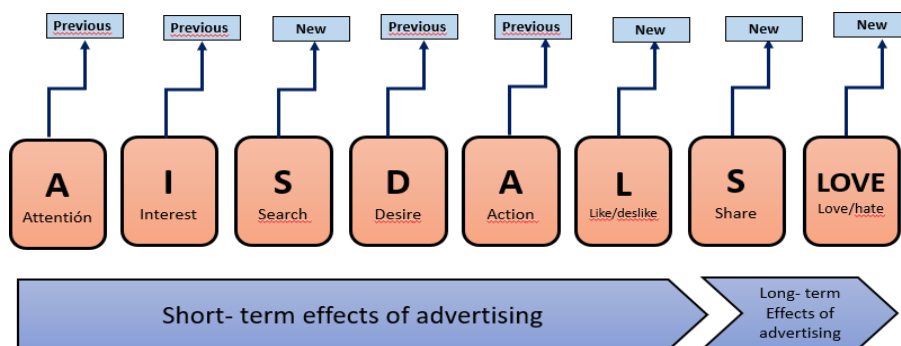 Previous Previous New Previous Previous New New New
A I S D A L S LOVE
Attentión Interest Search Desire Action Like/deslike Share Love/hate
Short- term effects of advertising
Long- term
Effects of
advertising